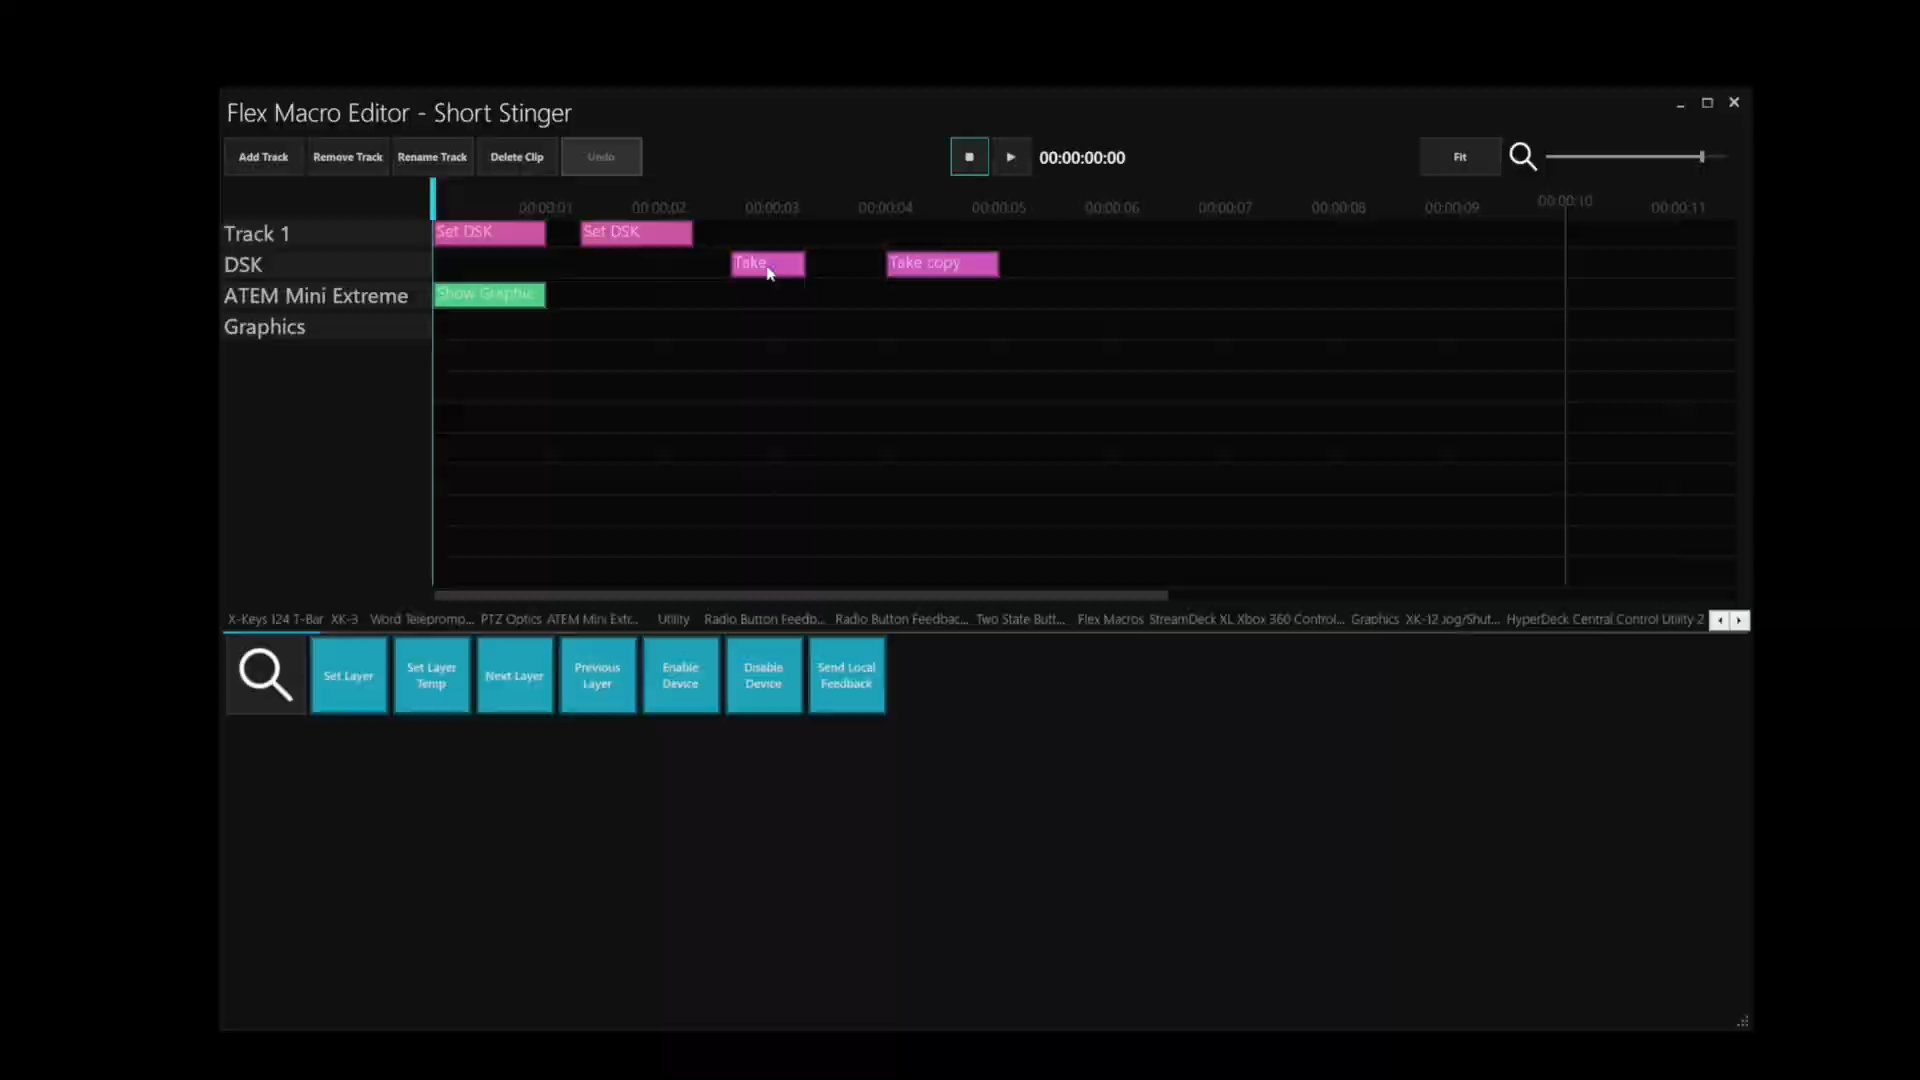 Flex Macro Editor - Short Stinger
Add Track Remove Track Rename Track Delete Clip Undo 00:00:00:00 Fit
00:00:01 00:00:02 00:00:03 00:00:04 00:00:05 00:00:06 00:00:07 00:00:08 00:00:09 00:00:10 00:00:11
Track 1 Set DSK Set DSK
DSK Take Take copy
ATEM Mini Extreme Show Graphic
Graphics
X-Keys 124 T-Bar XK-3 Word Telepromp... PTZ Optics ATEM Mini Extr... Utility Radio Button Feedb... Radio Button Feedbac... Two State Butt... Flex Macros StreamDeck XL Xbox 360 Control... Graphics XK-12 Jog/Shut... HyperDeck Central Control Utility 2
Set Layer
Set Layer
Temp
Next Layer
Previous
Layer
Enable
Device
Disable
Device
Send Local
Feedback